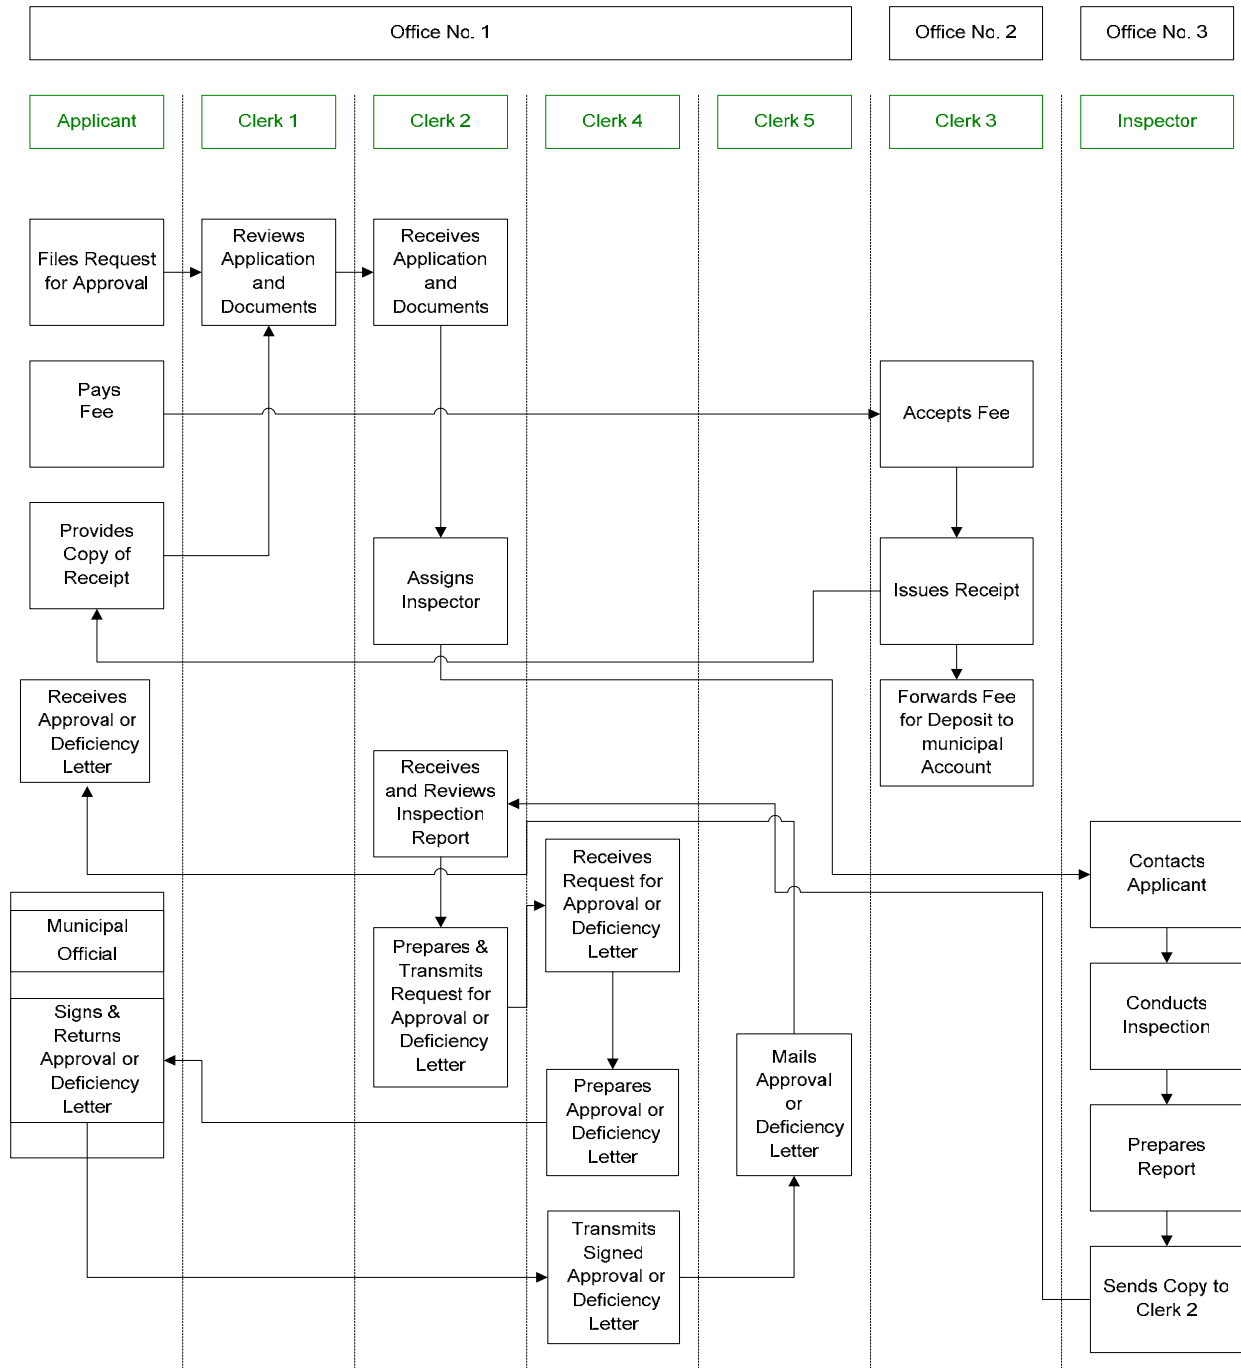 Office No. 1
Office No. 2
Office No. 3
Applicant
Clerk 1
Clerk 2
Clerk 4
Clerk 5
Clerk 3
Inspector
Files Request
for Approval
Reviews
Application
and
Documents
Receives
Application
and
Documents
Pays
Fee
Accepts Fee
Provides
Copy of
Receipt
Assigns
Inspector
Issues Receipt
Receives
Approval or
Deficiency
Letter
Forwards Fee
for Deposit to
municipal
Account
Receives
and Reviews
Inspection
Report
Receives
Request for
Approval or
Deficiency
Letter
Contacts
Applicant
Municipal
Official
Prepares &
Transmits
Request for
Approval or
Deficiency
Letter
Signs &
Returns
Approval or
Deficiency
Letter
Prepares
Approval or
Deficiency
Letter
Mails
Approval
or
Deficiency
Letter
Conducts
Inspection
Prepares
Report
Transmits
Signed
Approval or
Deficiency
Letter
Sends Copy to
Clerk 2